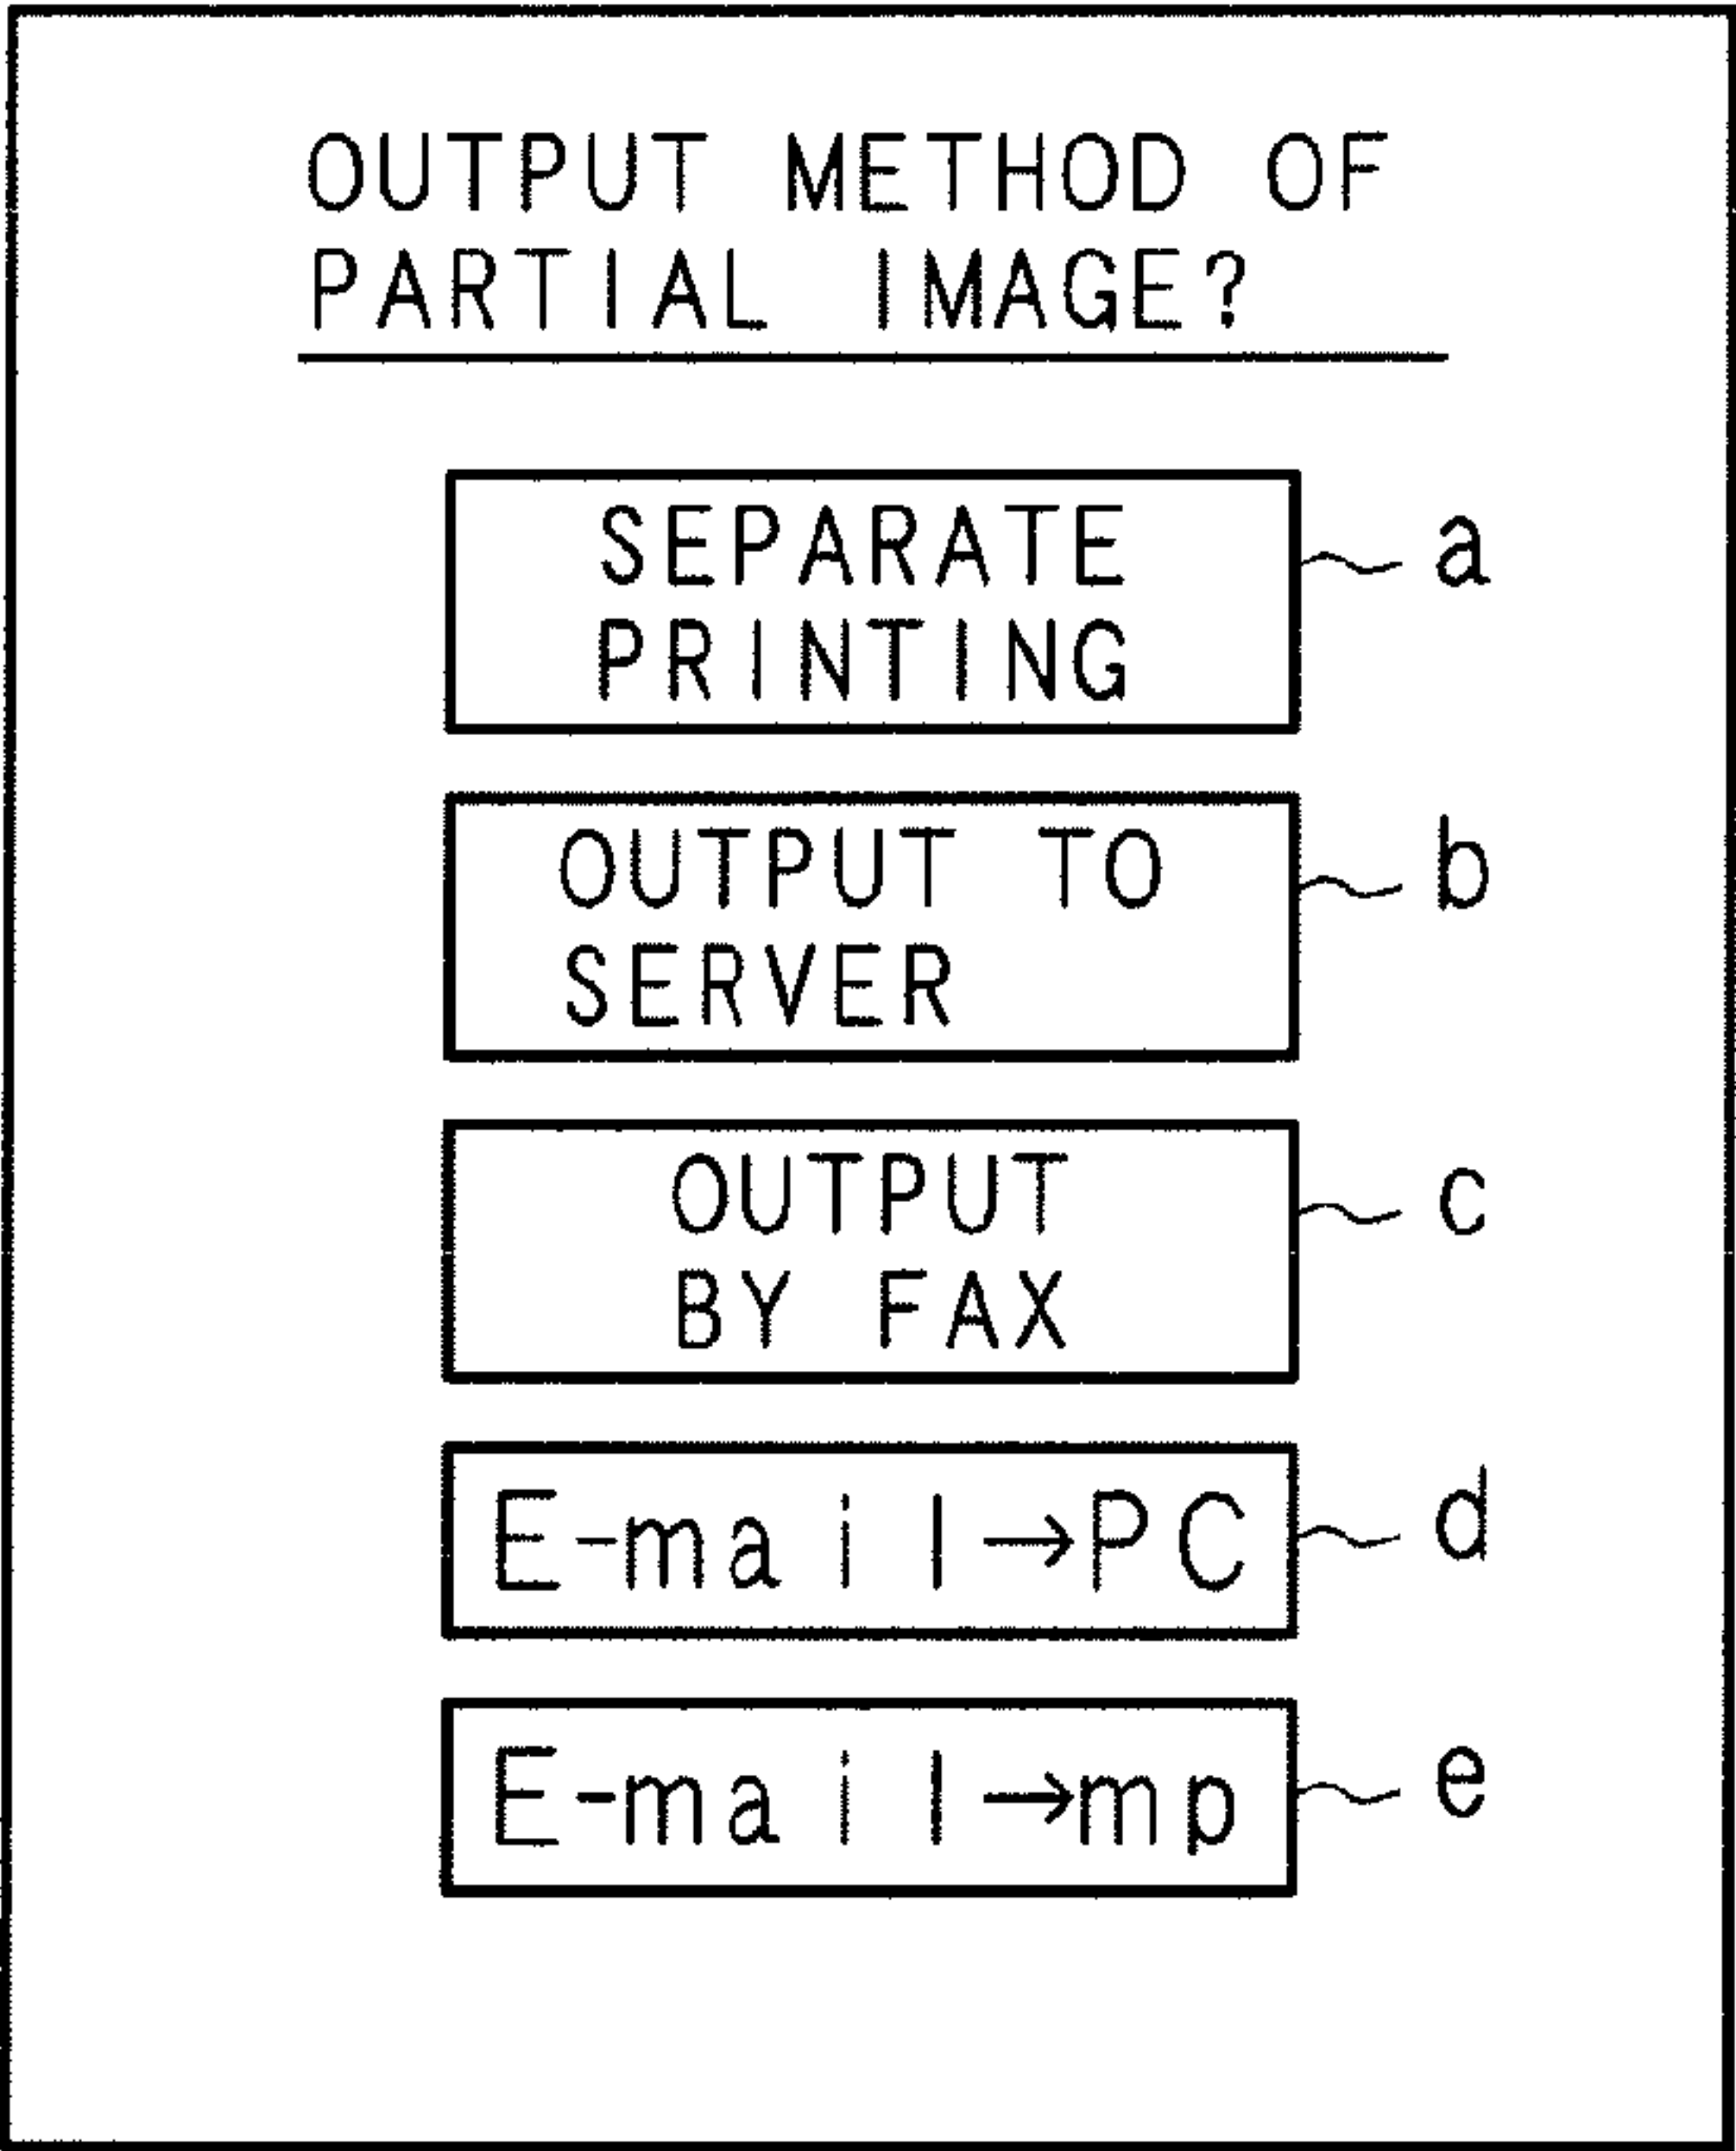 OUTPUT METHOD OF
PARTIAL IMAGE?
SEPARATE
PRINTING
a
OUTPUT TO
SERVER
b
OUTPUT
BY FAX
c
E-mail→PC
d
E-mail→mp
e